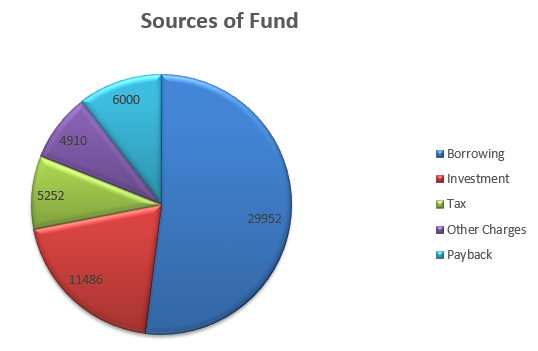 Sources of Fund
6000
4910
5252
29952
11486
Borrowing
Investment
Tax
Other Charges
Payback